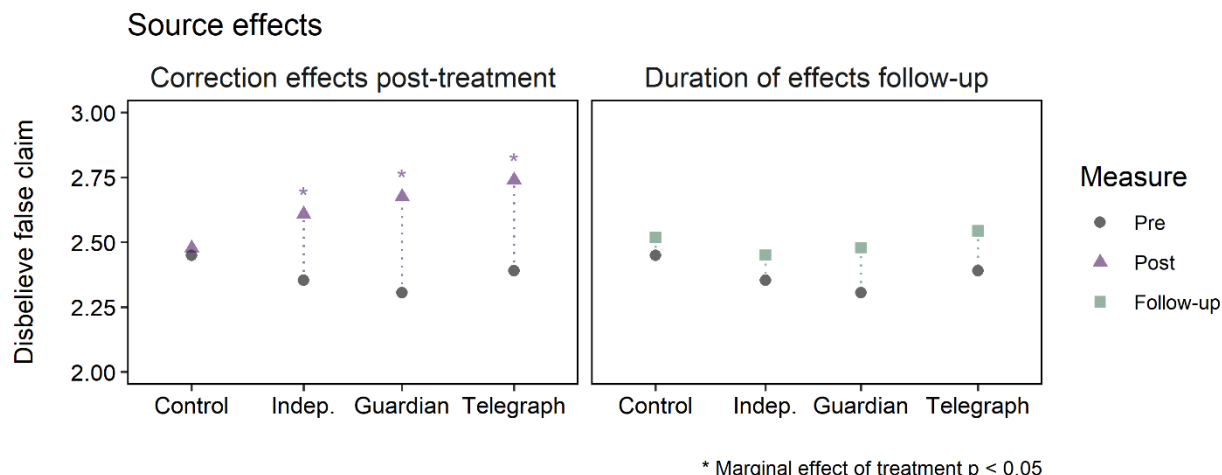 Source effects
Correction effects post-treatment
Duration of effects follow-up
Disbelieve false claim
3.00
2.75
2.50
2.25
2.00
*
*
*
Control Indep. Guardian Telegraph
Control Indep. Guardian Telegraph
Measure
Pre
Post
Follow-up
* Marginal effect of treatment p < 0.05